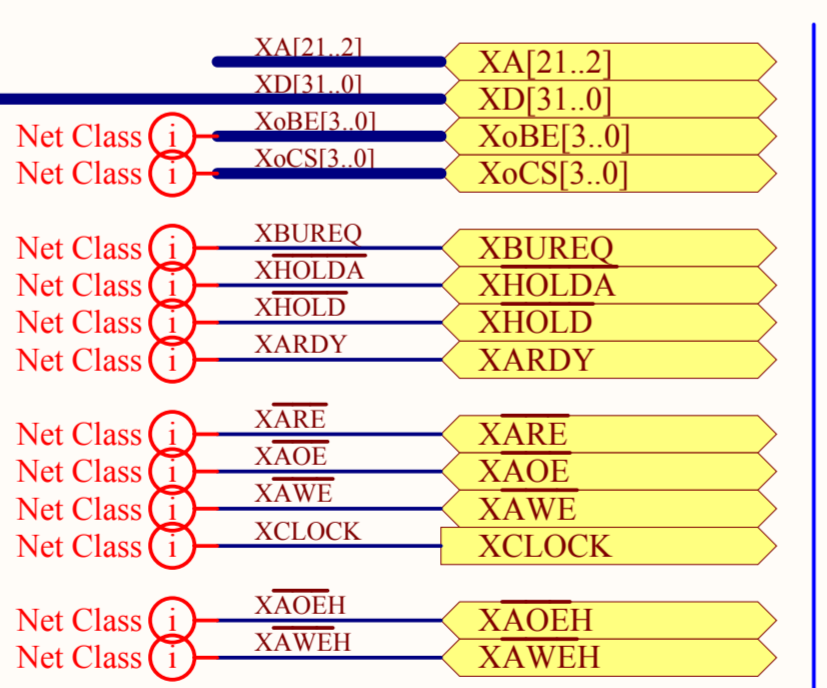 XA[21..2] XA[21..2]
XD[31..0] XD[31..0]
Net Class i XoBE[3..0] XoBE[3..0]
Net Class i XoCS[3..0] XoCS[3..0]
Net Class i XBUREQ XBUREQ
Net Class i XHOLDA XHOLDA
Net Class i XHOLD XHOLD
Net Class i XARDY XARDY
Net Class i XARE XARE
Net Class i XAOE XAOE
Net Class i XAWE XAWE
Net Class i XCLOCK XCLOCK
Net Class i XAOEH XAOEH
Net Class i XAWEH XAWEH